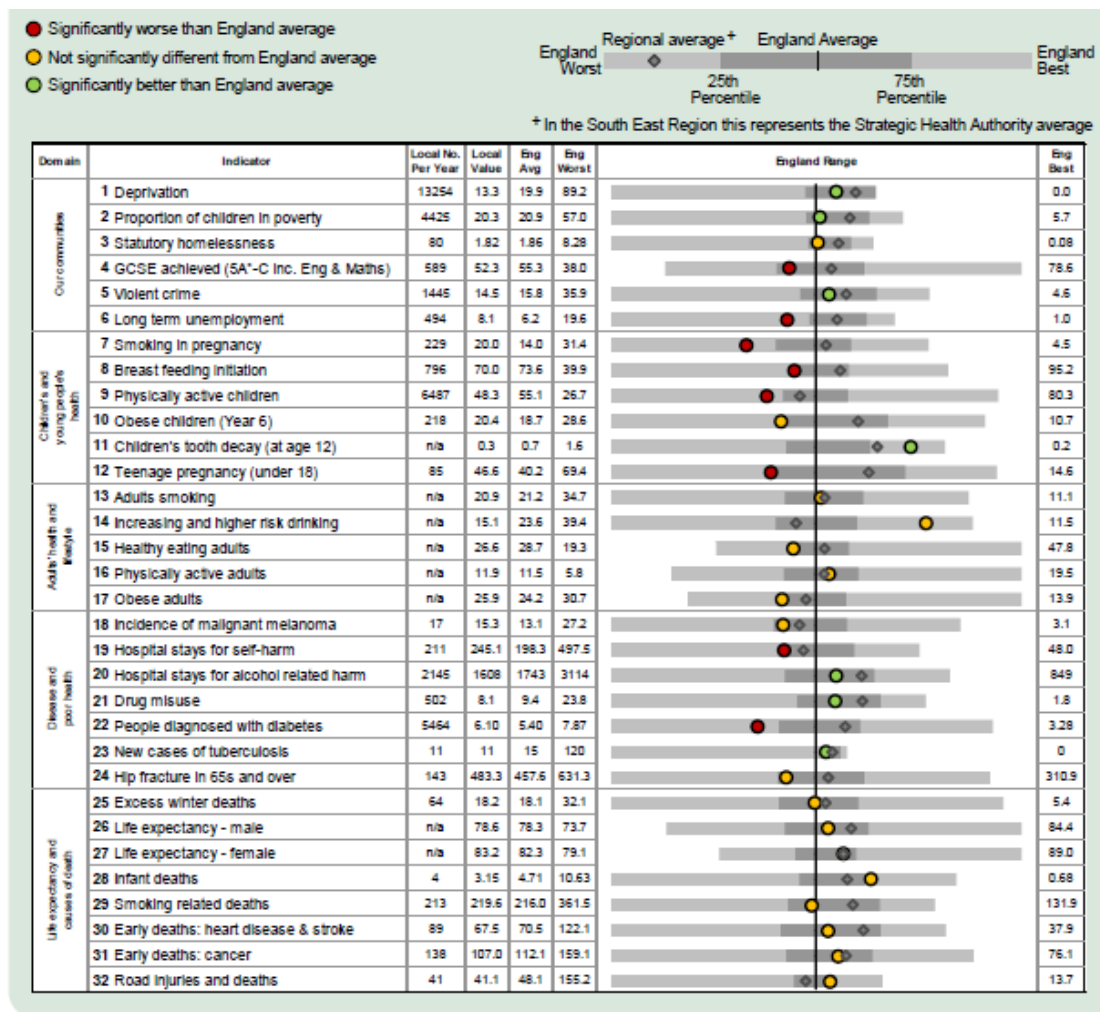 Significantly worse than England average
Not significantly different from England average
Significantly better than England average
Regional average+ England Average
England Worst
England Best
25th Percentile
75th Percentile
+ In the South East Region this represents the Strategic Health Authority average
Domain Indicator Local No. Per Year Local Value Eng Avg Eng Worst England Range Eng Best
Our communities
1 Deprivation 13254 13.3 19.9 89.2 0.0
2 Proportion of children in poverty 4425 20.3 20.9 57.0 5.7
3 Statutory homelessness 80 1.82 1.86 8.28 0.08
4 GCSE achieved (5A*-C inc. Eng & Maths) 589 52.3 55.3 38.0 78.6
5 Violent crime 1445 14.5 15.8 35.9 4.6
6 Long term unemployment 494 8.1 6.2 19.6 1.0
Children's and young people's health
7 Smoking in pregnancy 229 20.0 14.0 31.4 4.5
8 Breast feeding initiation 796 70.0 73.6 39.9 95.2
9 Physically active children 6487 48.3 55.1 26.7 80.3
10 Obese children (Year 6) 218 20.4 18.7 28.6 10.7
11 Children's tooth decay (at age 12) n/a 0.3 0.7 1.6 0.2
12 Teenage pregnancy (under 18) 85 46.6 40.2 69.4 14.6
Adults' health and lifestyle
13 Adults smoking n/a 20.9 21.2 34.7 11.1
14 Increasing and higher risk drinking n/a 15.1 23.6 39.4 11.5
15 Healthy eating adults n/a 26.6 28.7 19.3 47.8
16 Physically active adults n/a 11.9 11.5 5.8 19.5
17 Obese adults n/a 25.9 24.2 30.7 13.9
Disease and poor health
18 Incidence of malignant melanoma 17 15.3 13.1 27.2 3.1
19 Hospital stays for self-harm 211 245.1 198.3 497.5 48.0
20 Hospital stays for alcohol related harm 2145 1608 1743 3114 849
21 Drug misuse 502 8.1 9.4 23.8 1.8
22 People diagnosed with diabetes 5464 6.10 5.40 7.87 3.28
23 New cases of tuberculosis 11 11 15 120 0
24 Hip fracture in 65s and over 143 483.3 457.6 631.3 310.9
Life expectancy and causes of death
25 Excess winter deaths 64 18.2 18.1 32.1 5.4
26 Life expectancy - male n/a 78.6 78.3 73.7 84.4
27 Life expectancy - female n/a 83.2 82.3 79.1 89.0
28 Infant deaths 4 3.15 4.71 10.63 0.68
29 Smoking related deaths 213 219.6 216.0 361.5 131.9
30 Early deaths: heart disease & stroke 89 67.5 70.5 122.1 37.9
31 Early deaths: cancer 138 107.0 112.1 159.1 76.1
32 Road injuries and deaths 41 41.1 48.1 155.2 13.7